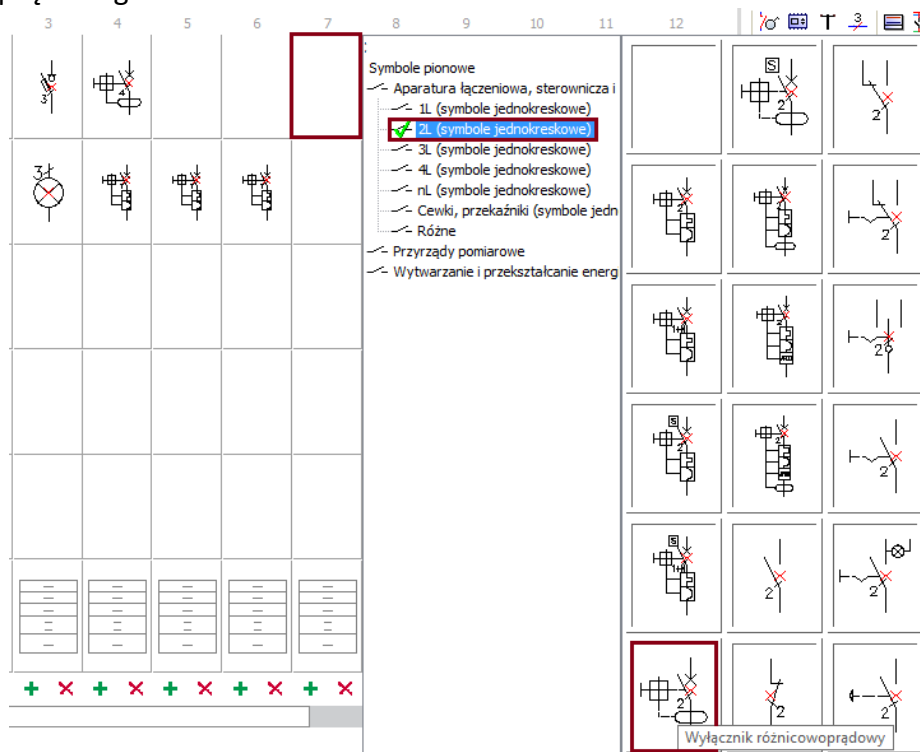 3 4 5 6 7 8 9 10 11 12
Symbole pionowe
Aparatura łączeniowa, sterownicza i
1L (symbole jednokreskowe)
2L (symbole jednokreskowe)
3L (symbole jednokreskowe)
4L (symbole jednokreskowe)
nL (symbole jednokreskowe)
Cewki, przekaźniki (symbole jedn
Różne
Przyrządy pomiarowe
Wytwarzanie i przekształcanie energ
Wyłącznik różnicowoprądowy